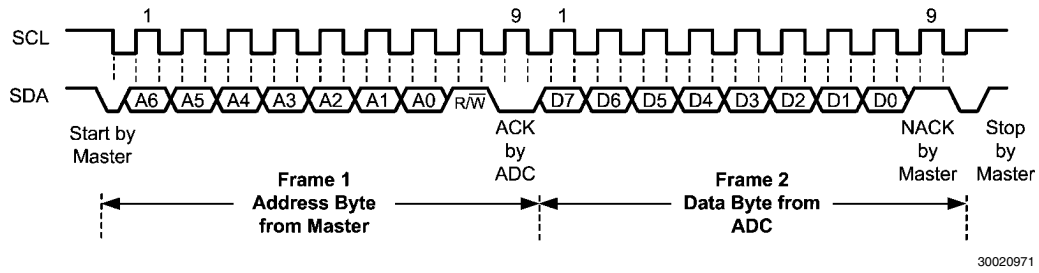 1 9 1 9
SCL
SDA A6 A5 A4 A3 A2 A1 A0 R/W̅ D7 D6 D5 D4 D3 D2 D1 D0
Start by
Master
ACK
by
ADC
NACK
by
Master
Stop
by
Master
Frame 1
Address Byte
from Master
Frame 2
Data Byte from
ADC
30020971